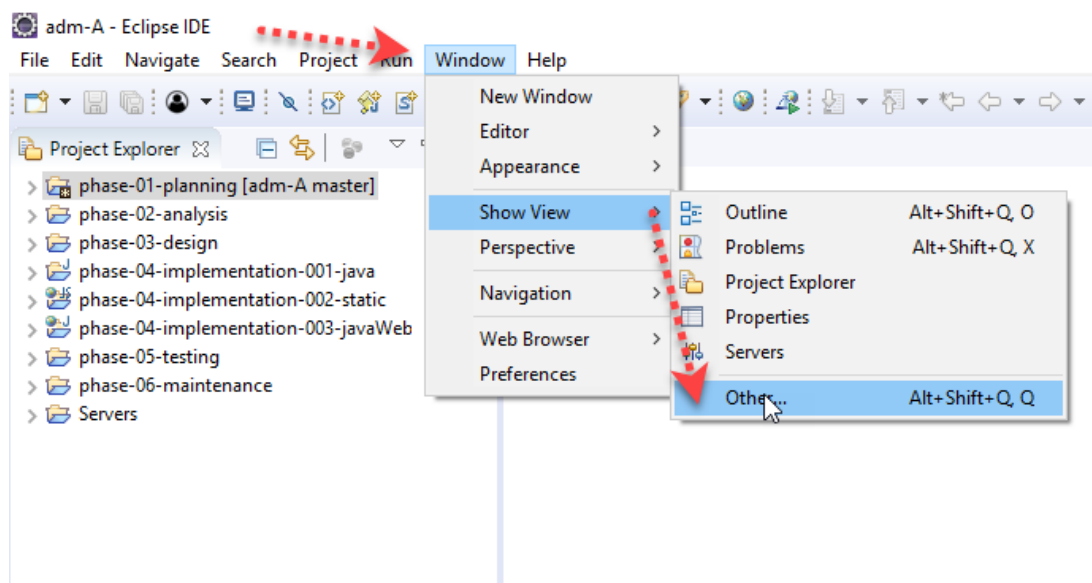 adm-A - Eclipse IDE
File Edit Navigate Search Project Run Window Help
Project Explorer
phase-01-planning [adm-A master]
phase-02-analysis
phase-03-design
phase-04-implementation-001-java
phase-04-implementation-002-static
phase-04-implementation-003-javaWeb
phase-05-testing
phase-06-maintenance
Servers
New Window
Editor
Appearance
Show View
Perspective
Navigation
Web Browser
Preferences
Outline Alt+Shift+Q, O
Problems Alt+Shift+Q, X
Project Explorer
Properties
Servers
Other... Alt+Shift+Q, Q